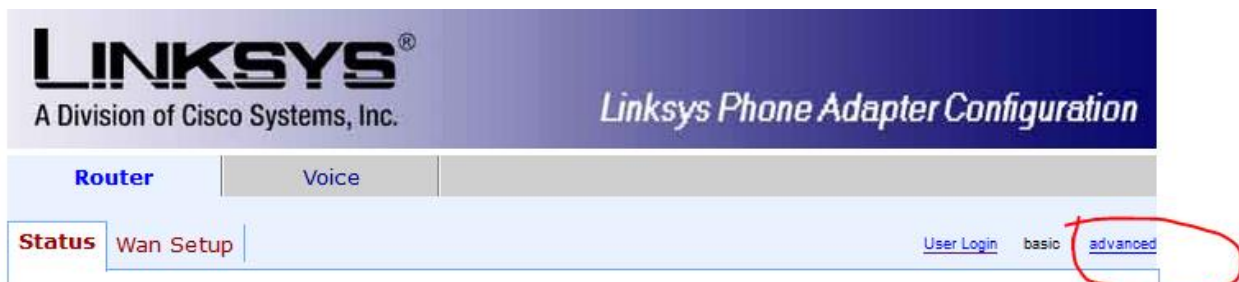 LINKSYS®
A Division of Cisco Systems, Inc.
Linksys Phone Adapter Configuration
Router Voice
Status Wan Setup User Login basic advanced